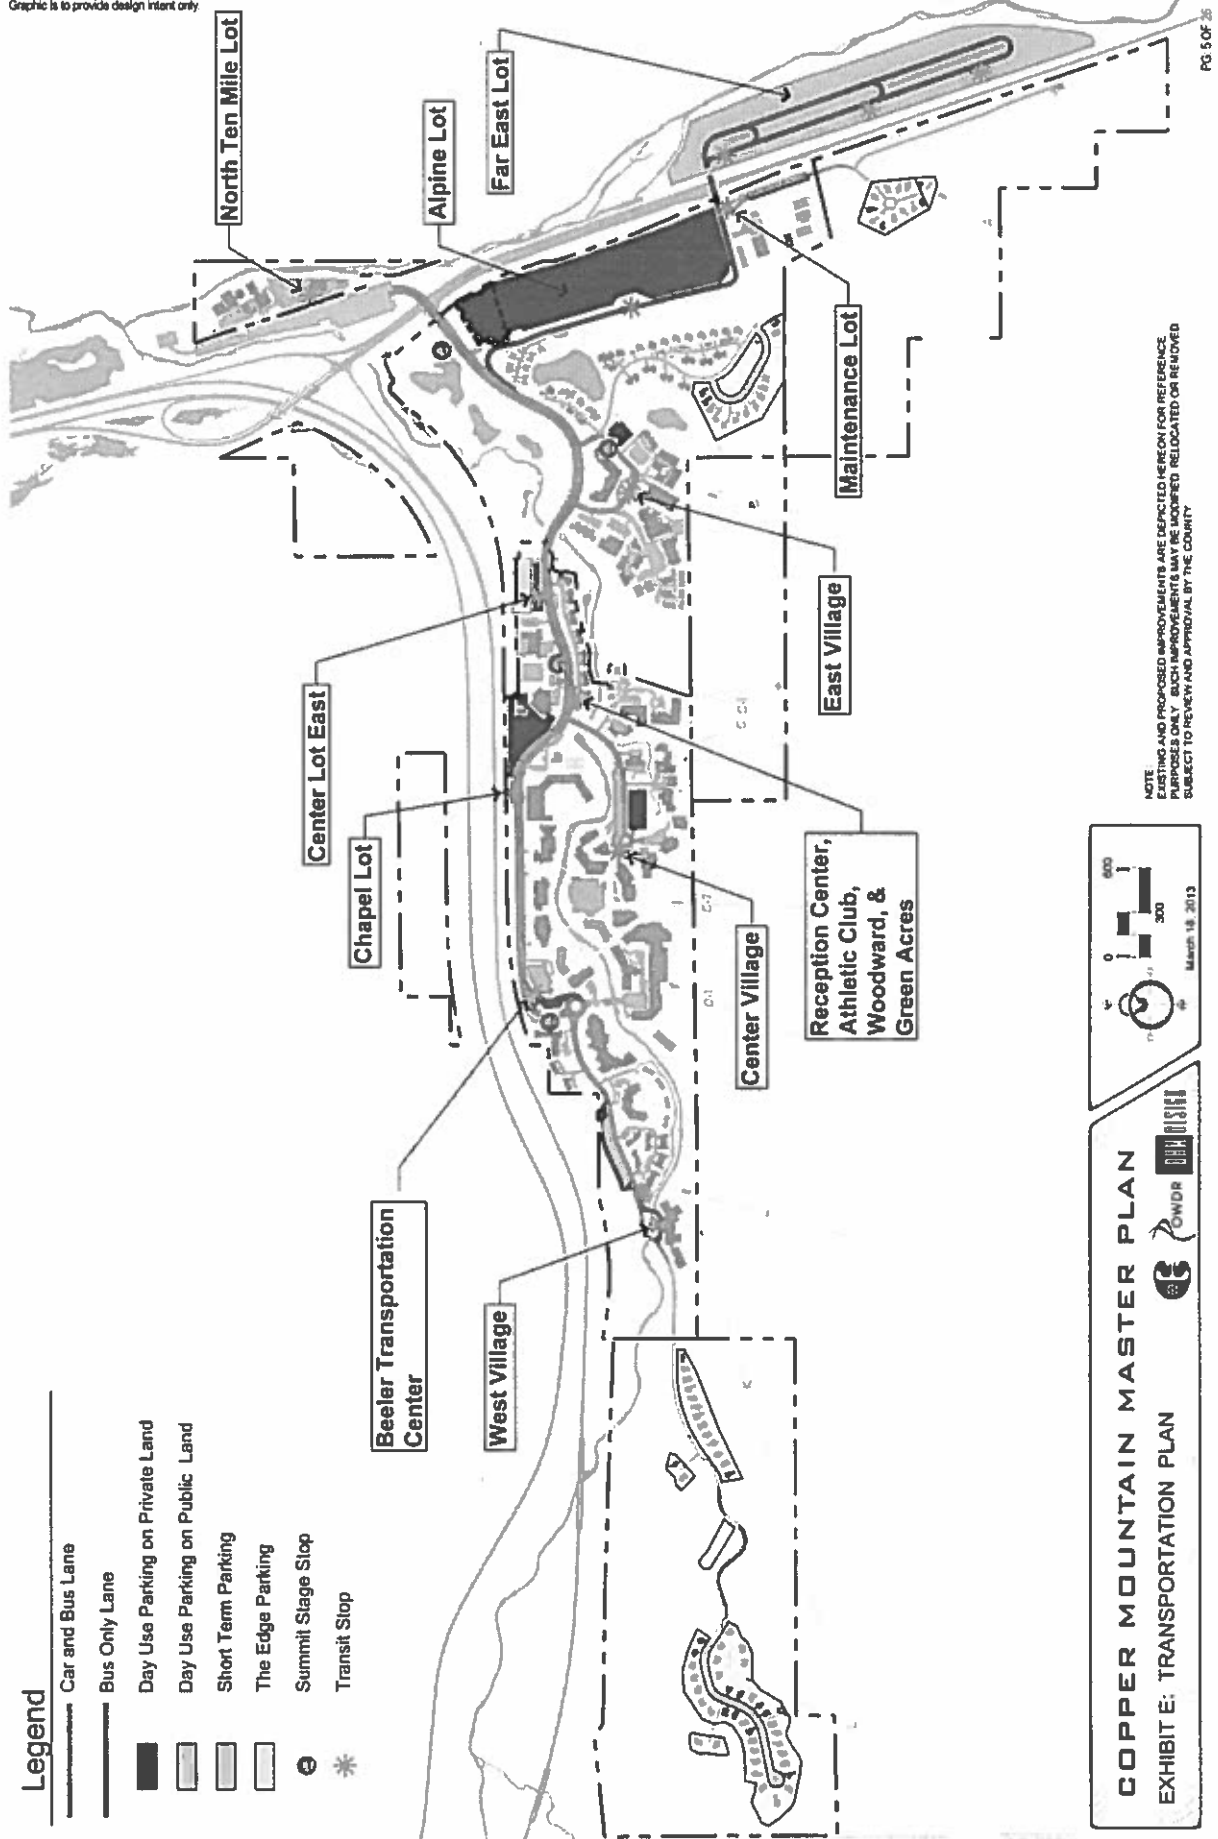 Graphic is to provide design intent only
North Ten Mile Lot
Alpine Lot
Far East Lot
Center Lot East
Chapel Lot
Beeler Transportation
Center
West Village
Maintenance Lot
East Village
Reception Center,
Athletic Club,
Woodward, &
Green Acres
Center Village
Legend
Car and Bus Lane
Bus Only Lane
Day Use Parking on Private Land
Day Use Parking on Public Land
Short Term Parking
The Edge Parking
Summit Stage Stop
Transit Stop
NOTE:
EXISTING AND PROPOSED IMPROVEMENTS ARE DEPICTED HEREON FOR REFERENCE
PURPOSES ONLY. SUCH IMPROVEMENTS MAY BE MODIFIED RELOCATED OR REMOVED
SUBJECT TO REVIEW AND APPROVAL BY THE COUNTY
0 300 600
March 18, 2013
COPPER MOUNTAIN MASTER PLAN
EXHIBIT E: TRANSPORTATION PLAN
POWDR
DHM DESIGN
PG 5 OF 26